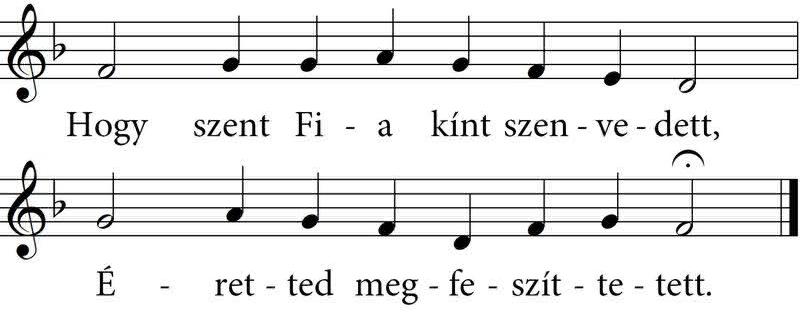 Hogy szent Fi - a kínt szen - ve - dett,
É - ret - ted meg - fe - szít - te - tett.